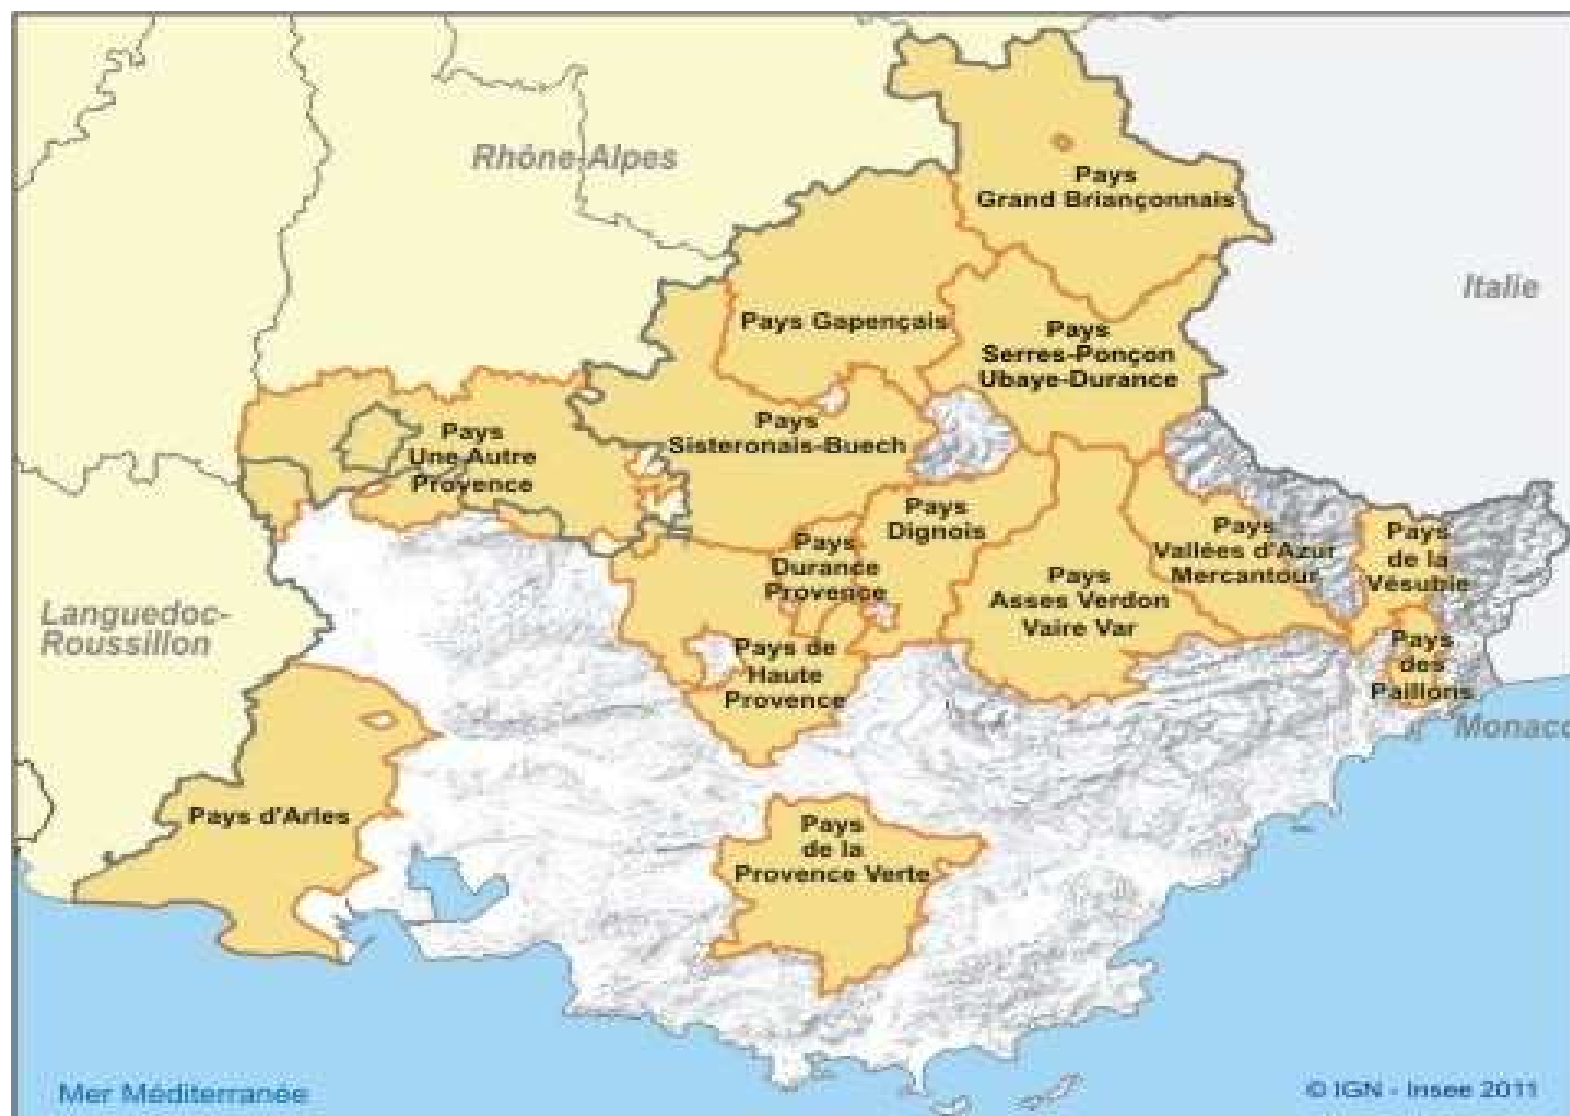 Rhône-Alpes
Pays
Grand Briançonnais
Italie
Pays Gapençais
Pays
Serres-Ponçon
Ubaye-Durance
Pays
Sisteronais-Buech
Pays
Une Autre
Provence
Pays
Dignois
Pays
Durance
Provence
Pays
Vallées d'Azur
Mercantour
Pays
de la
Vésubie
Pays
Asses Verdon
Vaire Var
Languedoc-
Roussillon
Pays de
Haute
Provence
Pays
des
Paillons
Monaco
Pays d'Arles
Pays
de la
Provence Verte
Mer Méditerranée
© IGN - Insee 2011